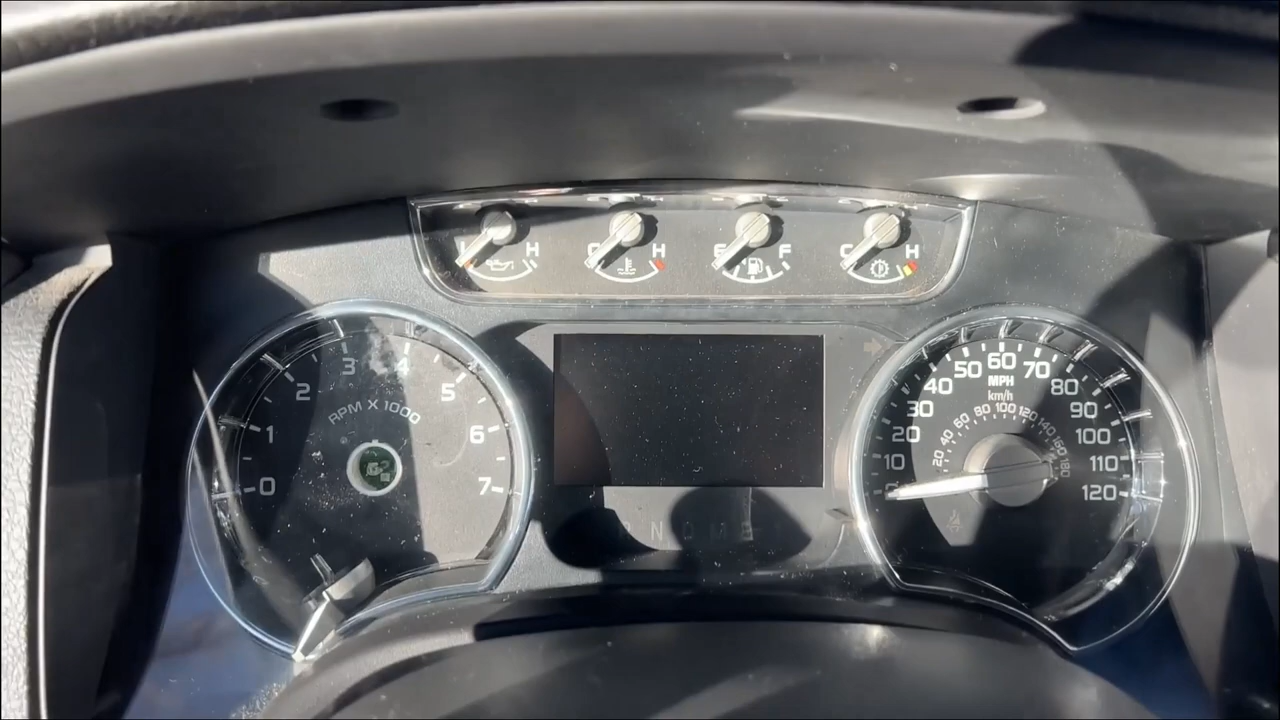 H
H
E F
C H
0 1 2 3 4 5 6 7
RPM X 1000
0 10 20 30 40 50 60 70 80 90 100 110 120
MPH
km/h
20 40 60 80 100 120 140 160 180
N